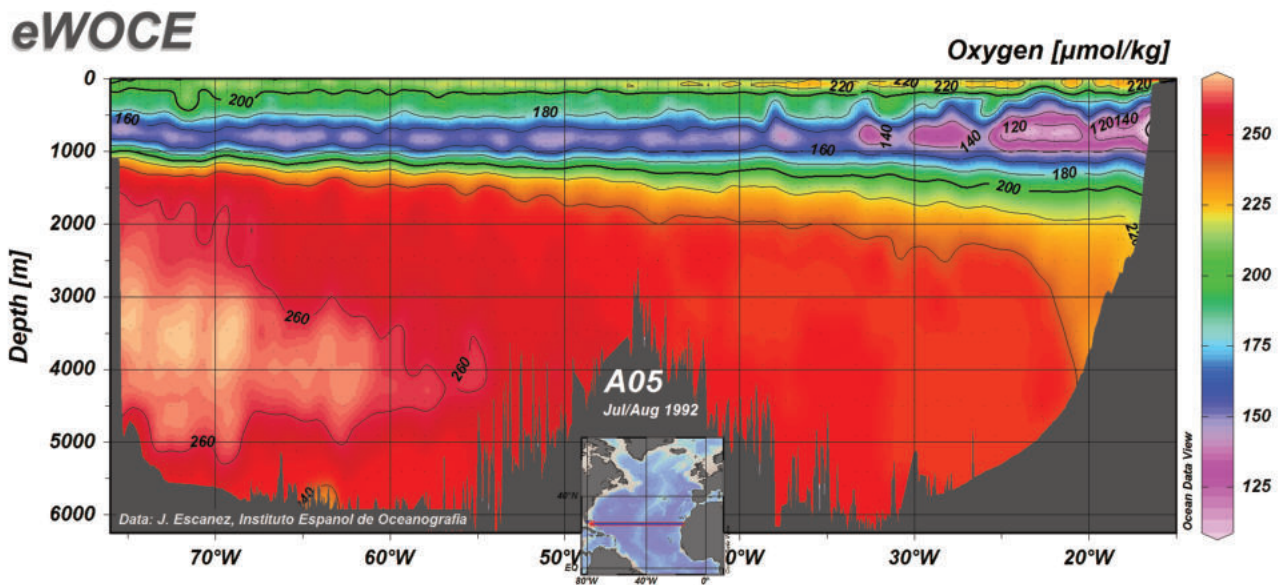 eWOCE
Oxygen [μmol/kg]
0
1000
2000
3000
4000
5000
6000
Depth [m]
200
160
180
220
220
220
220
140
140
120
120
140
160
180
200
220
260
260
260
250
225
200
175
150
125
A05
Jul/Aug 1992
40°N
EQ
80°W
40°W
0°
Ocean Data View
Data: J. Escanez, Instituto Espanol de Oceanografia
70°W
60°W
50°W
30°W
20°W